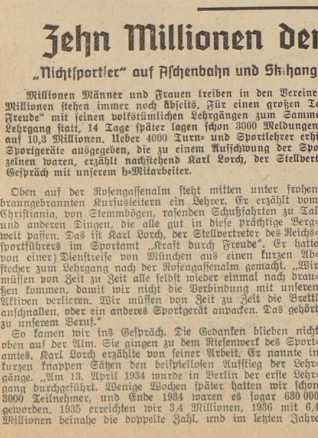 Zehn Millionen der
„Nichtsportler“ auf Aschenbahn und Skihang
Millionen Männer und Frauen treiben in den Vereine
Millionen stehen immer noch abseits. Für einen großen Te
Freude“ mit seinen volkstümlichen Lehrgängen zum Samme
Lehrgang statt, 14 Tage später lagen schon 3000 Meldungen
auf 10,3 Millionen. Ueber 4000 Turn= und Sportlehrer erhi
Sportamte ausgegeben, die zu einem Aufschwung der Spor
zelnen waren, erzählt nachstehend Karl Lorch, der Stellvert
Gespräch mit unserem h=Mitarbeiter.
Oben auf der Rosengassenalm steht mitten unter frohen
braungebrannten Kursusleitern ein Lehrer. Er erzählt vom
Christiania, von Stemmbögen, rasenden Schußfahrten zu Tal
und anderen Dingen, die alle gut in diese prächtige Berg=
welt passen. Das ist Karl Lorch, der Stellvertreter des Reichs=
sportführers im Sportamt „Kraft durch Freude“. Er hatte
von einer Dienstreise von München aus einen kurzen Ab=
stecher zum Lehrgang nach der Rosengassenalm gemacht. „Wir
müssen von Zeit zu Zeit alle selbst wieder einmal nach drau=
ßen kommen, damit wir nicht die Verbindung mit unseren
Aktiven verlieren. Wir müssen von Zeit zu Zeit die Brettl
anschnallen, oder ein anderes Sportgerät anpacken. Das gehört
zu unserem Beruf.“
So kamen wir ins Gespräch. Die Gedanken blieben nicht
oben auf der Alm. Sie gingen zu dem Riesenwerk des Sport=
amtes. Karl Lorch erzählte von seiner Arbeit. Er nannte in
kurzen knappen Sätzen den beispiellosen Aufstieg der Lehr=
gänge. „Am 13. April 1934 wurde in Berlin der erste Lehr=
gang durchgeführt. Wenige Wochen später hatten wir schon
3000 Teilnehmer, und Ende 1934 waren es sogar 630 000
geworden. 1935 erreichten wir 3,4 Millionen, 1936 mit 6,4
Millionen beinahe die doppelte Zahl, und im letzten